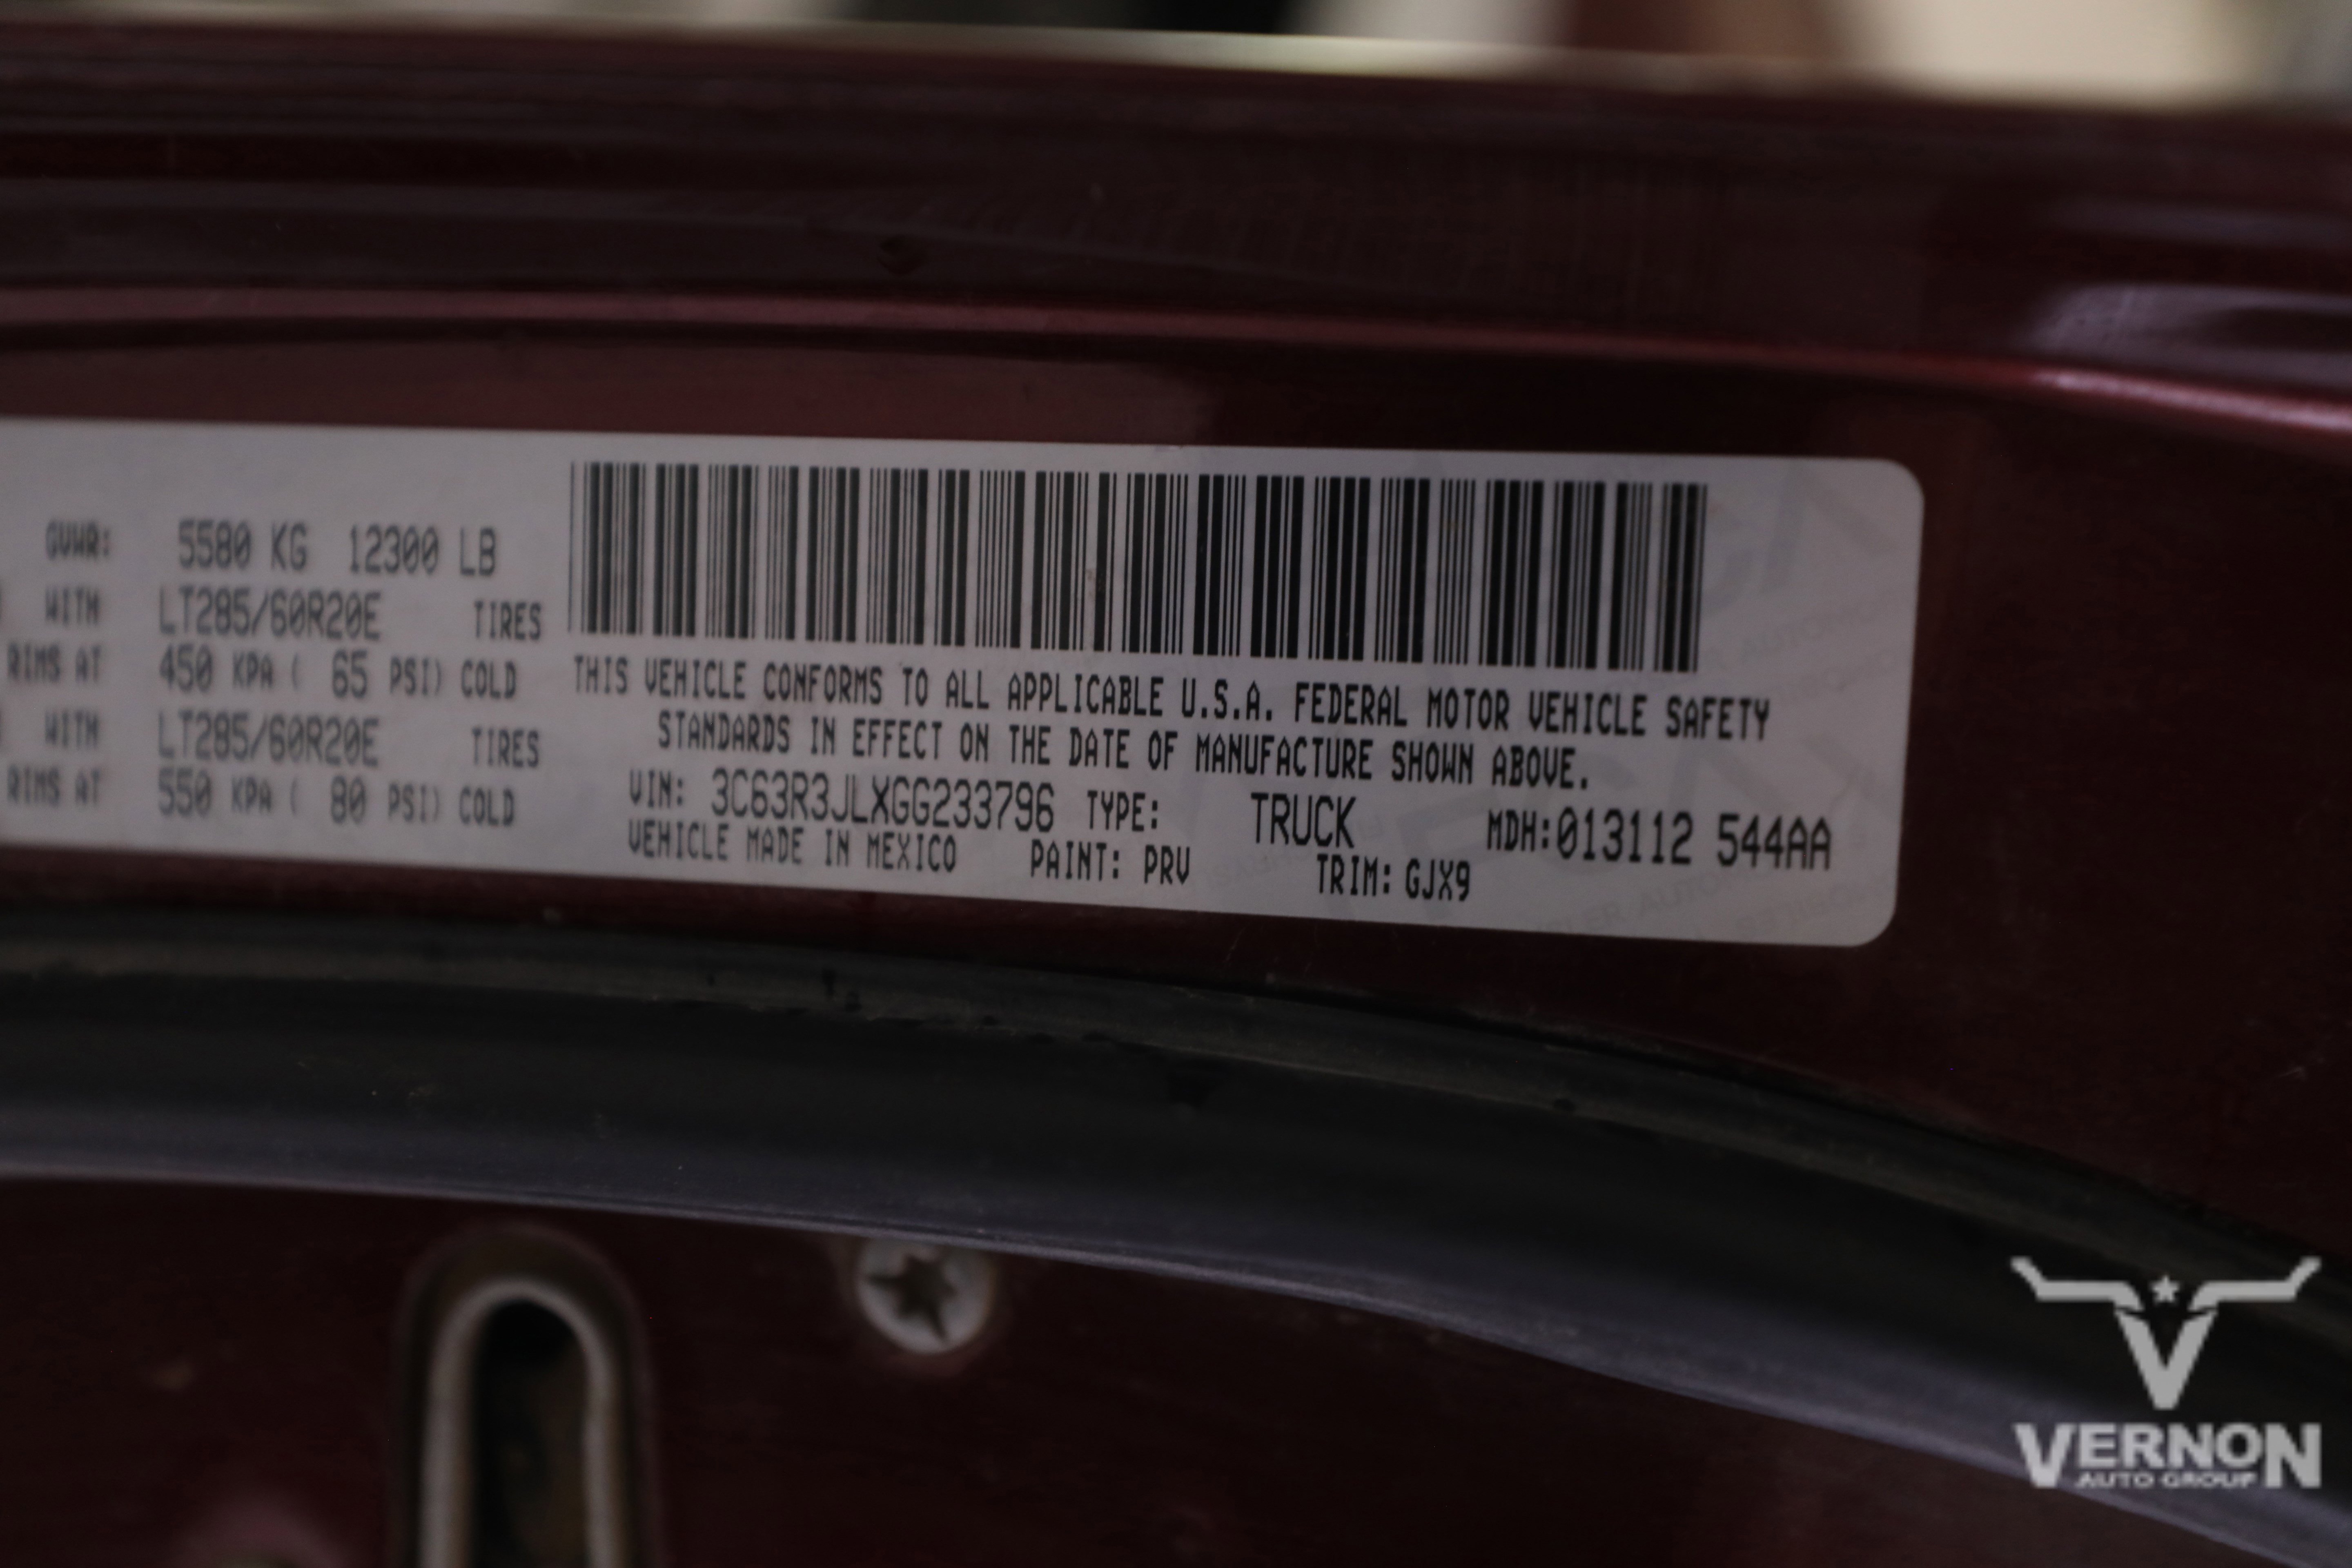 GVWR: 5580 KG 12300 LB
WITH LT285/60R20E TIRES
RIMS AT 450 KPA ( 65 PSI) COLD
WITH LT285/60R20E TIRES
RIMS AT 550 KPA ( 80 PSI) COLD
THIS VEHICLE CONFORMS TO ALL APPLICABLE U.S.A. FEDERAL MOTOR VEHICLE SAFETY
STANDARDS IN EFFECT ON THE DATE OF MANUFACTURE SHOWN ABOVE.
VIN: 3C63R3JLXGG233796 TYPE: TRUCK MDH:013112 544AA
VEHICLE MADE IN MEXICO PAINT: PRV TRIM: GJX9
VERNON
AUTO GROUP